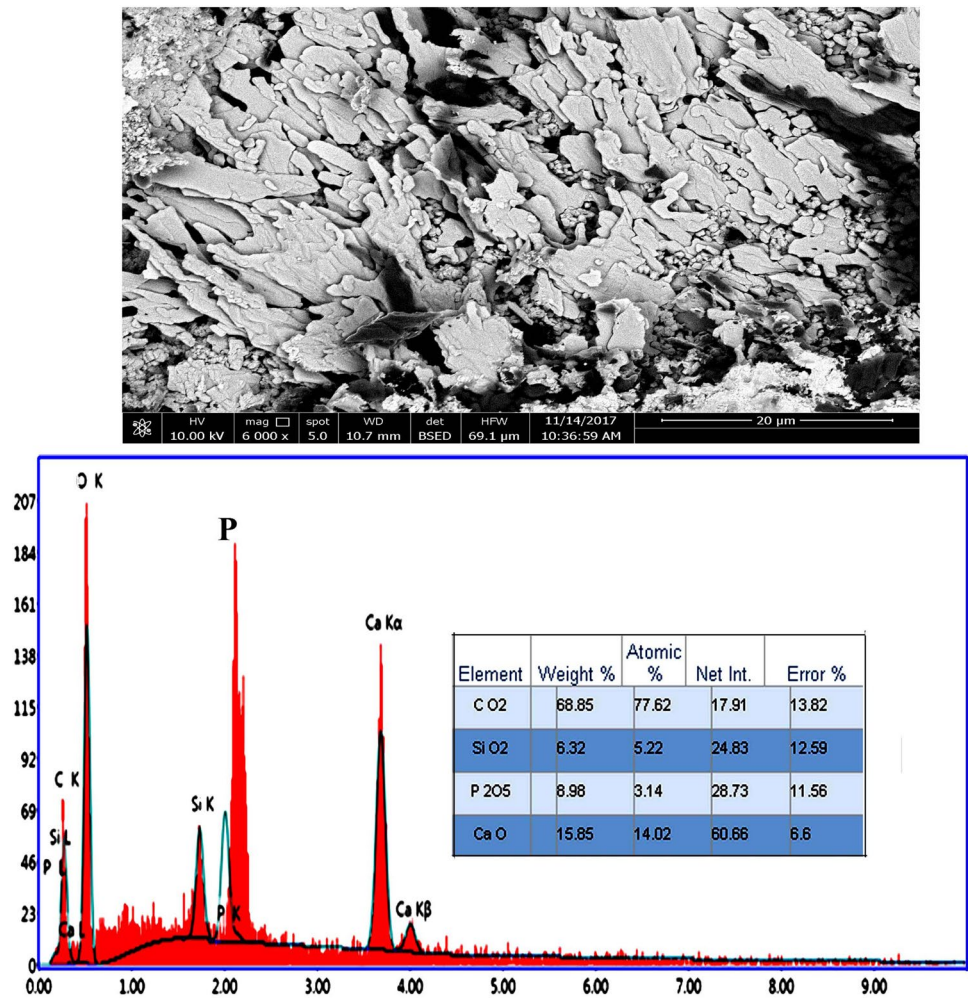 HV mag spot WD det HFW 11/14/2017 20 µm
10.00 kV 6 000 x 5.0 10.7 mm BSED 69.1 µm 10:36:59 AM
O K
207
P
184
161
Ca Kα
138
115
92
69
46
23
0
C K
Si L
P L
Ca L
Si K
P K
Ca Kβ
Element Weight % Atomic % Net Int. Error %
C O2 68.85 77.62 17.91 13.82
Si O2 6.32 5.22 24.83 12.59
P 2O5 8.98 3.14 28.73 11.56
Ca O 15.85 14.02 60.66 6.6
0.00 1.00 2.00 3.00 4.00 5.00 6.00 7.00 8.00 9.00